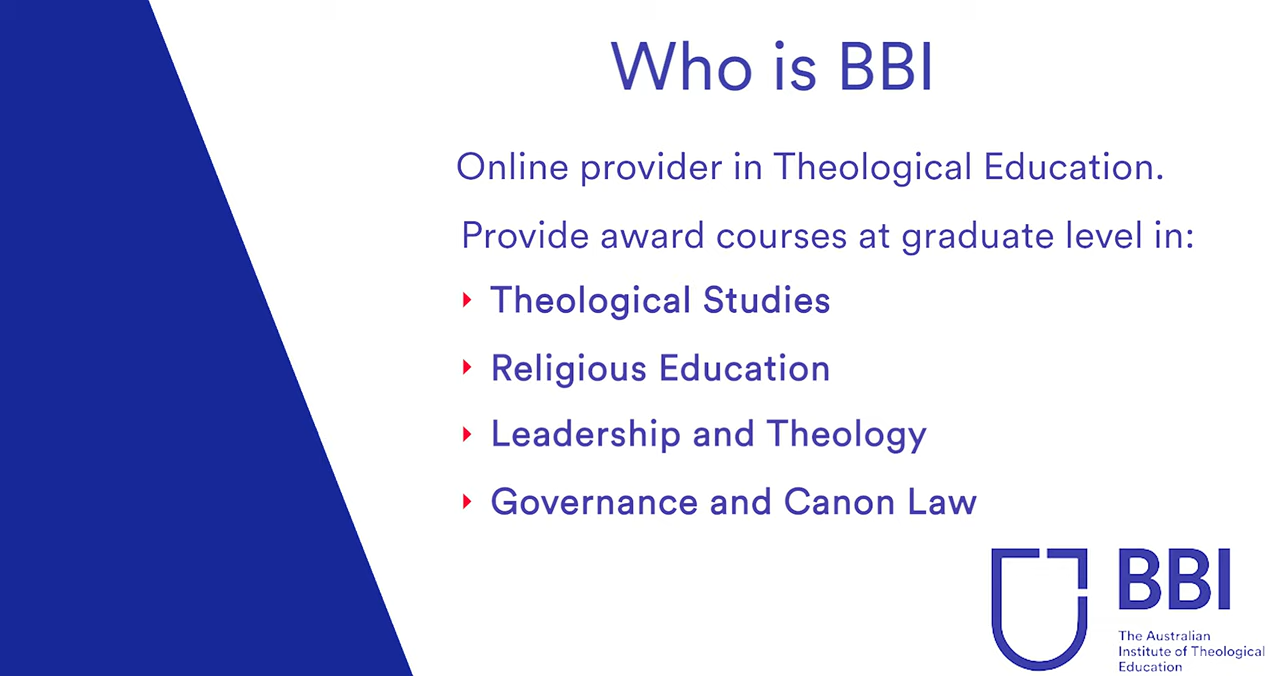 Who is BBI
Online provider in Theological Education.
Provide award courses at graduate level in:
Theological Studies
Religious Education
Leadership and Theology
Governance and Canon Law
BBI
The Australian
Institute of Theological
Education